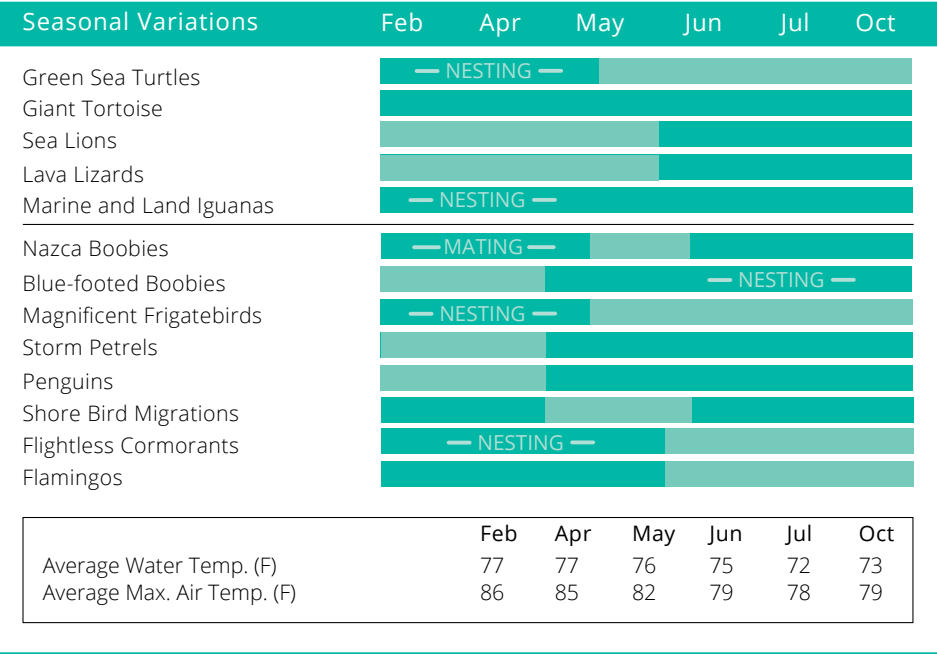 Seasonal Variations Feb Apr May Jun Jul Oct
Green Sea Turtles NESTING
Giant Tortoise
Sea Lions
Lava Lizards
Marine and Land Iguanas NESTING
Nazca Boobies MATING
Blue-footed Boobies NESTING
Magnificent Frigatebirds NESTING
Storm Petrels
Penguins
Shore Bird Migrations
Flightless Cormorants NESTING
Flamingos
Feb Apr May Jun Jul Oct
Average Water Temp. (F) 77 77 76 75 72 73
Average Max. Air Temp. (F) 86 85 82 79 78 79